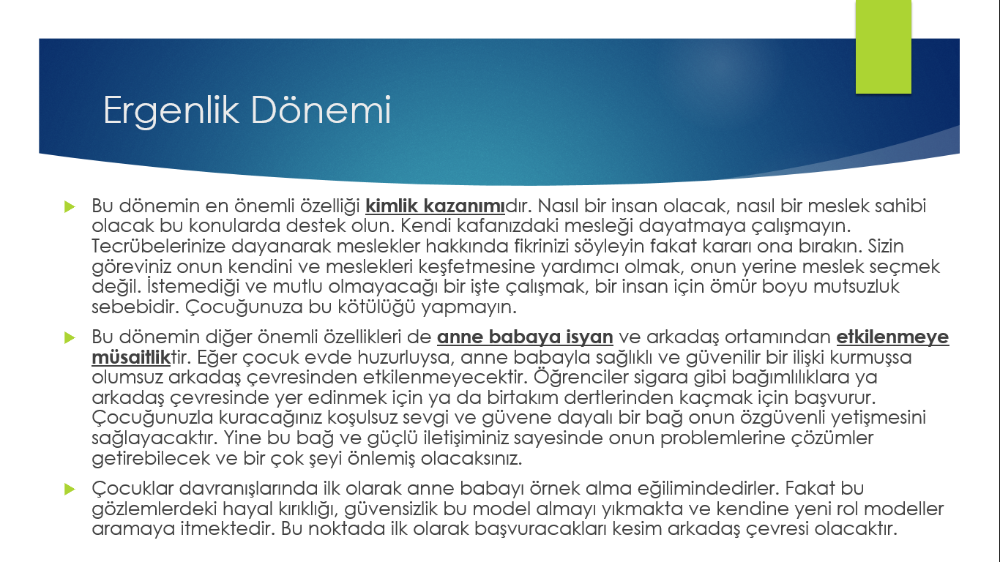 Ergenlik Dönemi
Bu dönemin en önemli özelliği kimlik kazanımıdır. Nasıl bir insan olacak, nasıl bir meslek sahibi
olacak bu konularda destek olun. Kendi kafanızdaki mesleği dayatmaya çalışmayın.
Tecrübelerinize dayanarak meslekler hakkında fikrinizi söyleyin fakat kararı ona bırakın. Sizin
göreviniz onun kendini ve meslekleri keşfetmesine yardımcı olmak, onun yerine meslek seçmek
değil. İstemediği ve mutlu olmayacağı bir işte çalışmak, bir insan için ömür boyu mutsuzluk
sebebidir. Çocuğunuza bu kötülüğü yapmayın.
Bu dönemin diğer önemli özellikleri de anne babaya isyan ve arkadaş ortamından etkilenmeye
müsaitliktir. Eğer çocuk evde huzurluysa, anne babayla sağlıklı ve güvenilir bir ilişki kurmuşsa
olumsuz arkadaş çevresinden etkilenmeyecektir. Öğrenciler sigara gibi bağımlılıklara ya
arkadaş çevresinde yer edinmek için ya da birtakım dertlerinden kaçmak için başvurur.
Çocuğunuzla kuracağınız koşulsuz sevgi ve güvene dayalı bir bağ onun özgüvenli yetişmesini
sağlayacaktır. Yine bu bağ ve güçlü iletişiminiz sayesinde onun problemlerine çözümler
getirebilecek ve bir çok şeyi önlemiş olacaksınız.
Çocuklar davranışlarında ilk olarak anne babayı örnek alma eğilimindedirler. Fakat bu
gözlemlerdeki hayal kırıklığı, güvensizlik bu model almayı yıkmakta ve kendine yeni rol modeller
aramaya itmektedir. Bu noktada ilk olarak başvuracakları kesim arkadaş çevresi olacaktır.